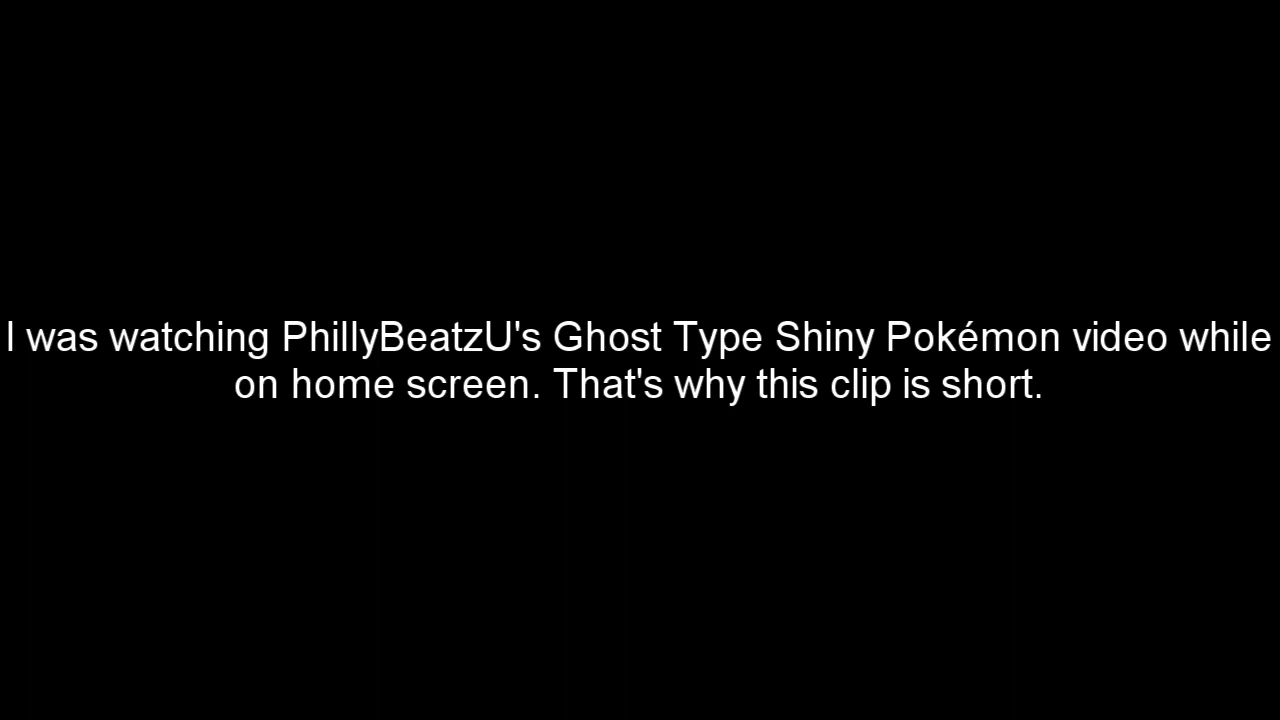 I was watching PhillyBeatzU's Ghost Type Shiny Pokémon video while
on home screen. That's why this clip is short.